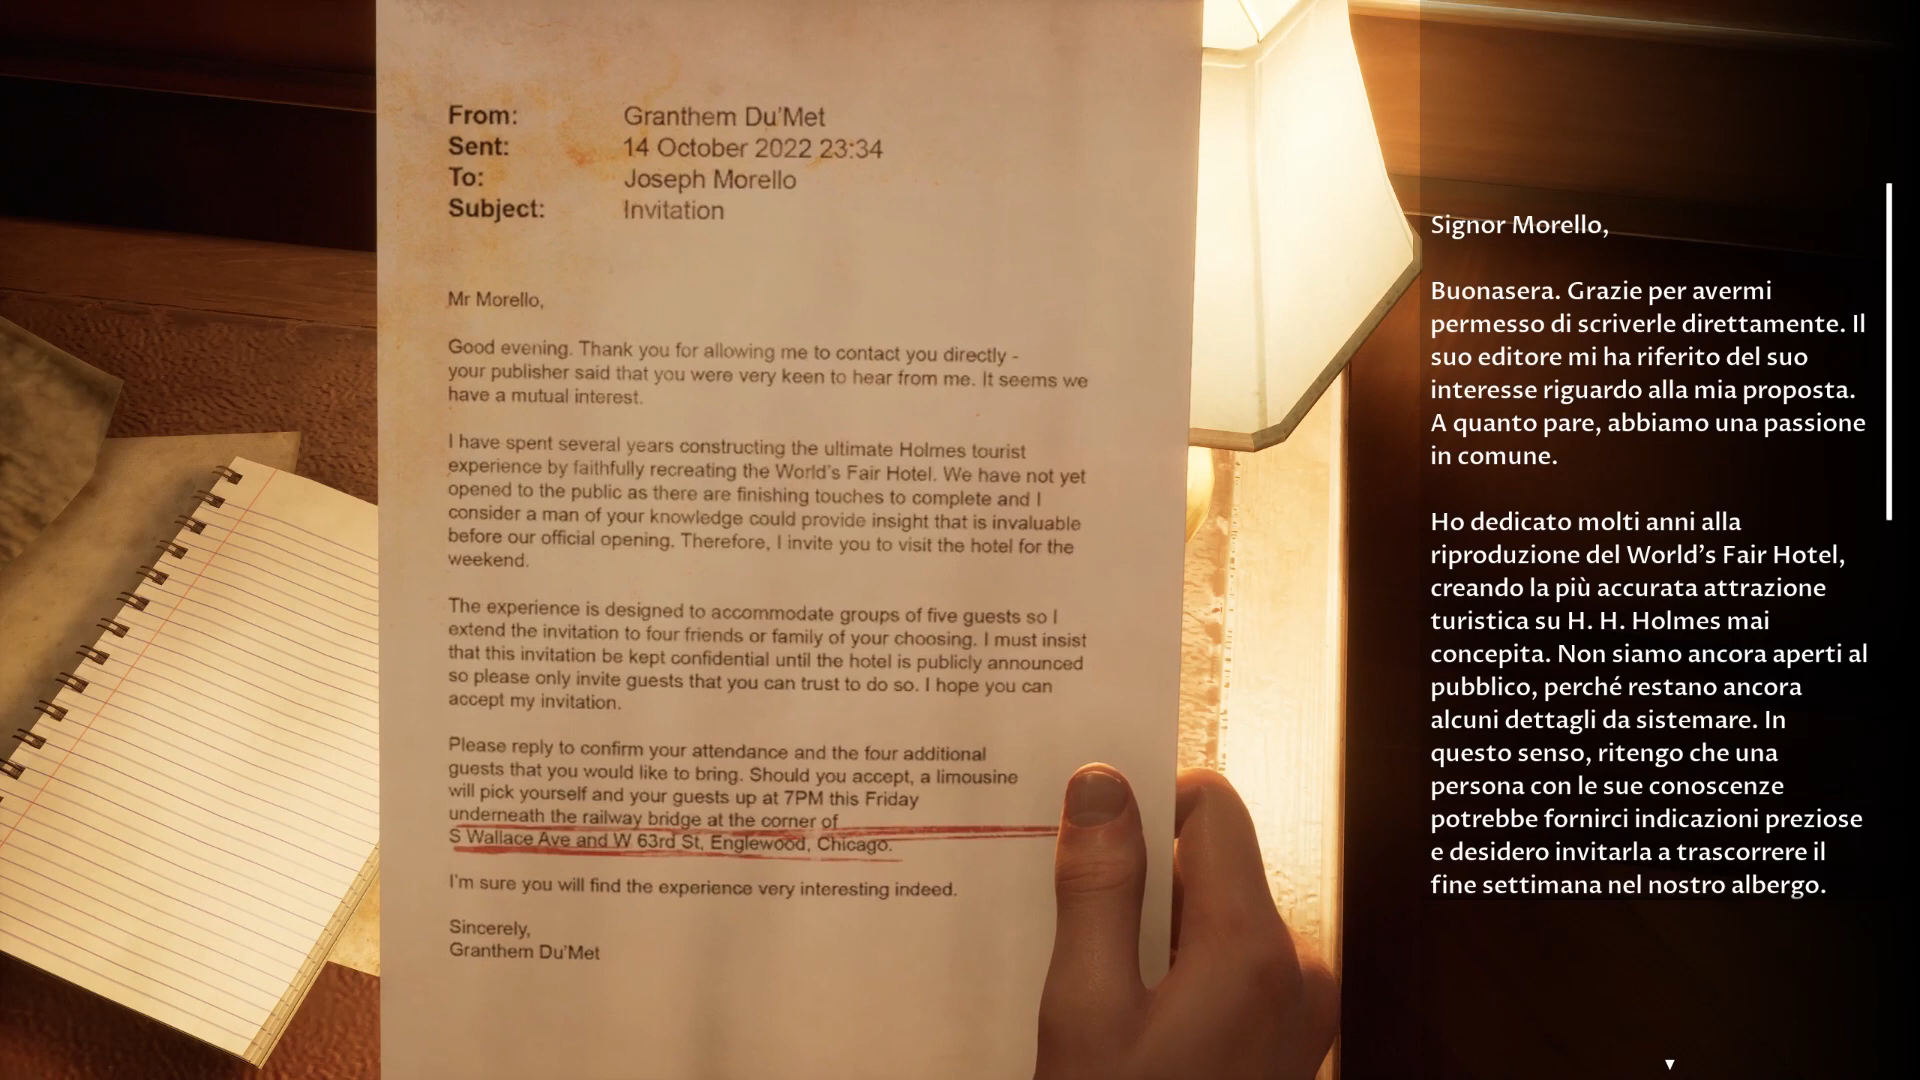 From: Granthem Du'Met
Sent: 14 October 2022 23:34
To: Joseph Morello
Subject: Invitation
Mr Morello,
Good evening. Thank you for allowing me to contact you directly -
your publisher said that you were very keen to hear from me. It seems we
have a mutual interest.
I have spent several years constructing the ultimate Holmes tourist
experience by faithfully recreating the World's Fair Hotel. We have not yet
opened to the public as there are finishing touches to complete and I
consider a man of your knowledge could provide insight that is invaluable
before our official opening. Therefore, I invite you to visit the hotel for the
weekend.
The experience is designed to accommodate groups of five guests so I
extend the invitation to four friends or family of your choosing. I must insist
that this invitation be kept confidential until the hotel is publicly announced
so please only invite guests that you can trust to do so. I hope you can
accept my invitation.
Please reply to confirm your attendance and the four additional
guests that you would like to bring. Should you accept, a limousine
will pick yourself and your guests up at 7PM this Friday
underneath the railway bridge at the corner of
S Wallace Ave and W 63rd St, Englewood, Chicago.
I'm sure you will find the experience very interesting indeed.
Sincerely,
Granthem Du'Met
Signor Morello,
Buonasera. Grazie per avermi
permesso di scriverle direttamente. Il
suo editore mi ha riferito del suo
interesse riguardo alla mia proposta.
A quanto pare, abbiamo una passione
in comune.
Ho dedicato molti anni alla
riproduzione del World's Fair Hotel,
creando la più accurata attrazione
turistica su H. H. Holmes mai
concepita. Non siamo ancora aperti al
pubblico, perché restano ancora
alcuni dettagli da sistemare. In
questo senso, ritengo che una
persona con le sue conoscenze
potrebbe fornirci indicazioni preziose
e desidero invitarla a trascorrere il
fine settimana nel nostro albergo.